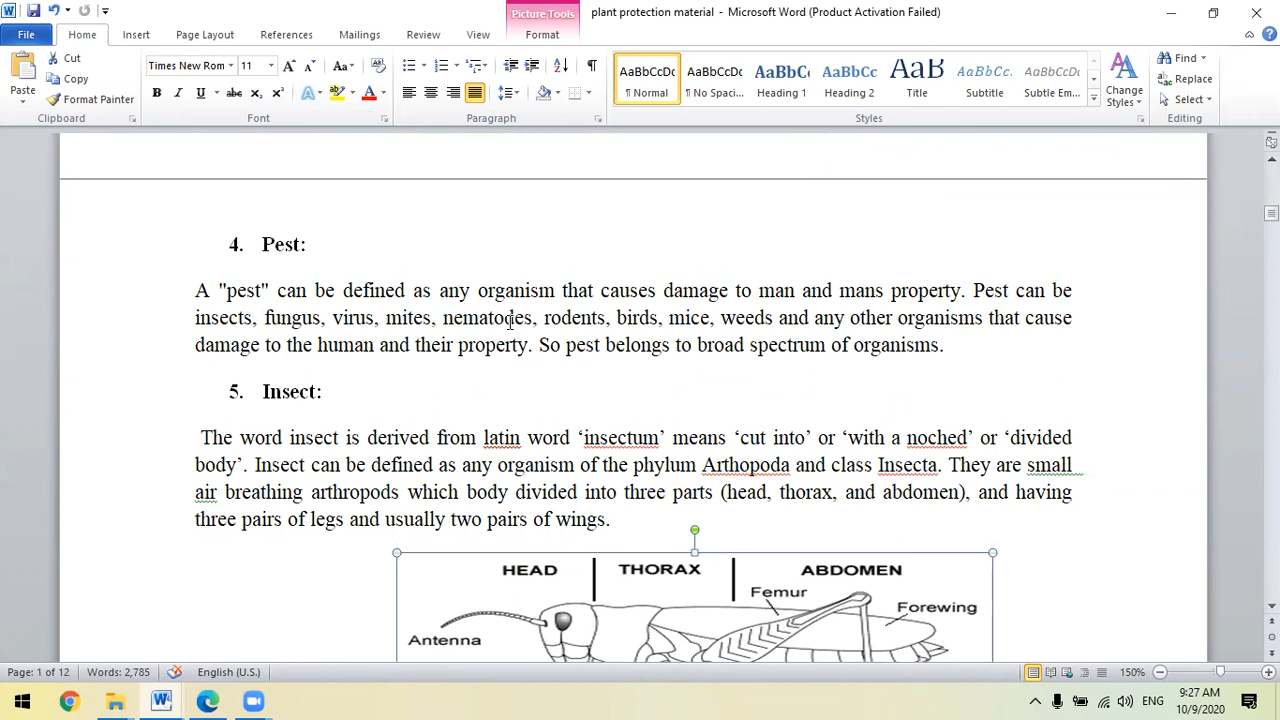 Picture Tools
plant protection material - Microsoft Word (Product Activation Failed)
File Home Insert Page Layout References Mailings Review View Format
Paste
Cut
Copy
Format Painter
Clipboard
Times New Rom 11
Font
Paragraph
AaBbCcDc AaBbCcDc AaBbCc AaBbCc AaB AaBbCcDc AaBbCcDc
¶ Normal ¶ No Spaci... Heading 1 Heading 2 Title Subtitle Subtle Em...
Change Styles
Styles
Find
Replace
Select
Editing
4. Pest:
A "pest" can be defined as any organism that causes damage to man and mans property. Pest can be
insects, fungus, virus, mites, nematodes, rodents, birds, mice, weeds and any other organisms that cause
damage to the human and their property. So pest belongs to broad spectrum of organisms.
5. Insect:
The word insect is derived from latin word ‘insectum’ means ‘cut into’ or ‘with a noched’ or ‘divided
body’. Insect can be defined as any organism of the phylum Arthopoda and class Insecta. They are small
air breathing arthropods which body divided into three parts (head, thorax, and abdomen), and having
three pairs of legs and usually two pairs of wings.
HEAD THORAX ABDOMEN
Femur
Forewing
Antenna
Page: 1 of 12 Words: 2,785 English (U.S.) 150%
ENG
9:27 AM
10/9/2020